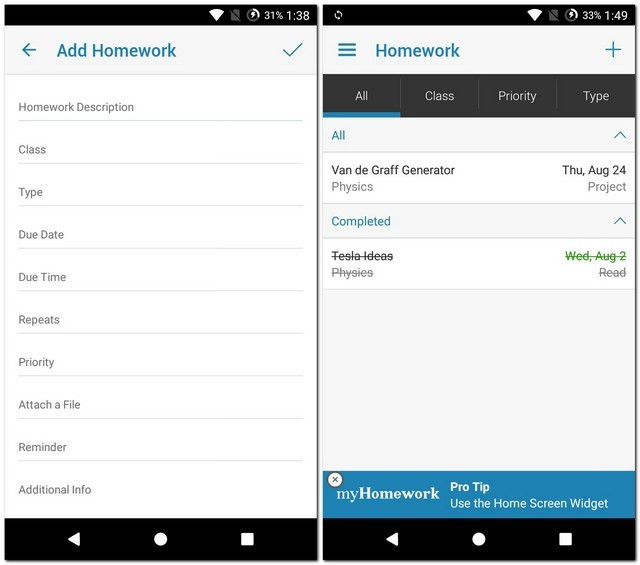 31% 1:38
Add Homework
Homework Description
Class
Type
Due Date
Due Time
Repeats
Priority
Attach a File
Reminder
Additional Info
33% 1:49
Homework
All Class Priority Type
All
Van de Graff Generator Thu, Aug 24
Physics Project
Completed
Tesla Ideas Wed, Aug 2
Physics Read
myHomework
Pro Tip
Use the Home Screen Widget